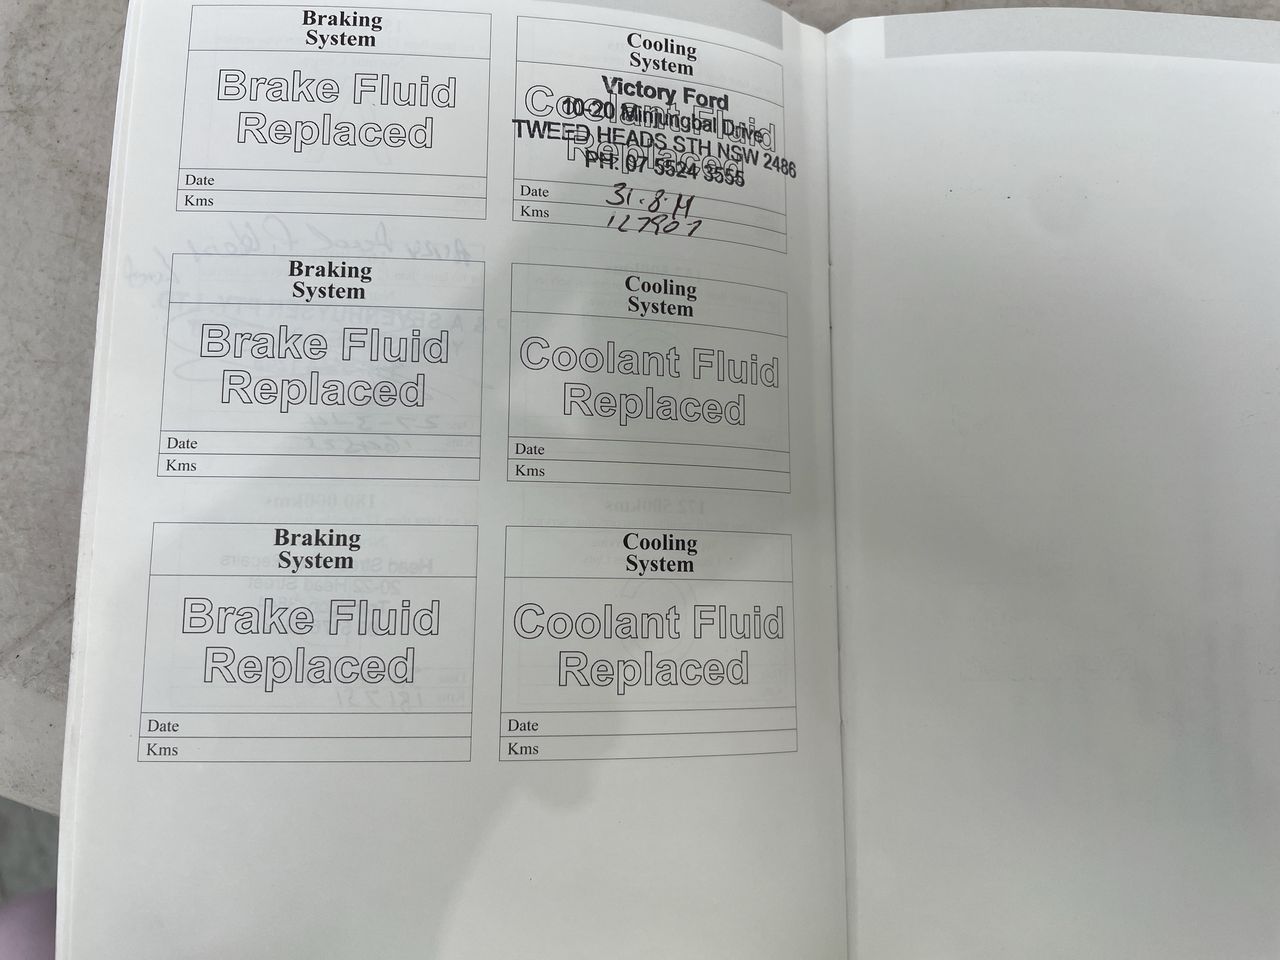 Braking
System
Brake Fluid
Replaced
Date
Kms
Cooling
System
Coolant Fluid
Replaced
Victory Ford
10-20 Minjungbal Drive
TWEED HEADS STH NSW 2486
PH: 07 5524 3555
Date 31.8.11
Kms 127907
Braking
System
Brake Fluid
Replaced
Date
Kms
Cooling
System
Coolant Fluid
Replaced
Date
Kms
Braking
System
Brake Fluid
Replaced
Date
Kms
Cooling
System
Coolant Fluid
Replaced
Date
Kms